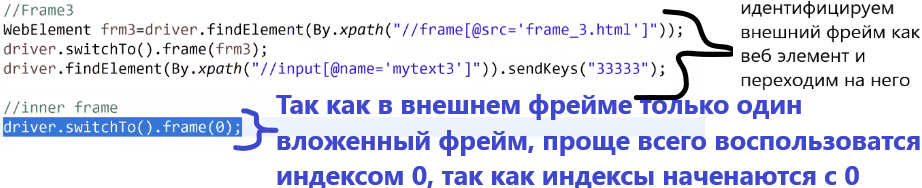 //Frame3
WebElement frm3=driver.findElement(By.xpath("//frame[@src='frame_3.html']"));
driver.switchTo().frame(frm3);
driver.findElement(By.xpath("//input[@name='mytext3']")).sendKeys("33333");
идентифицируем
внешний фрейм как
веб элемент и
переходим на него
//inner frame
driver.switchTo().frame(0);
Так как в внешнем фрейме только один
вложенный фрейм, проще всего воспользоватся
индексом 0, так как индексы наченаются с 0